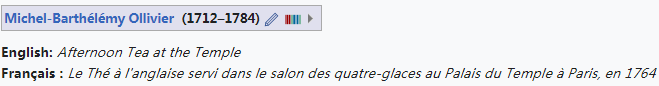 Michel-Barthélémy Ollivier (1712–1784)
English: Afternoon Tea at the Temple
Français : Le Thé à l'anglaise servi dans le salon des quatre-glaces au Palais du Temple à Paris, en 1764